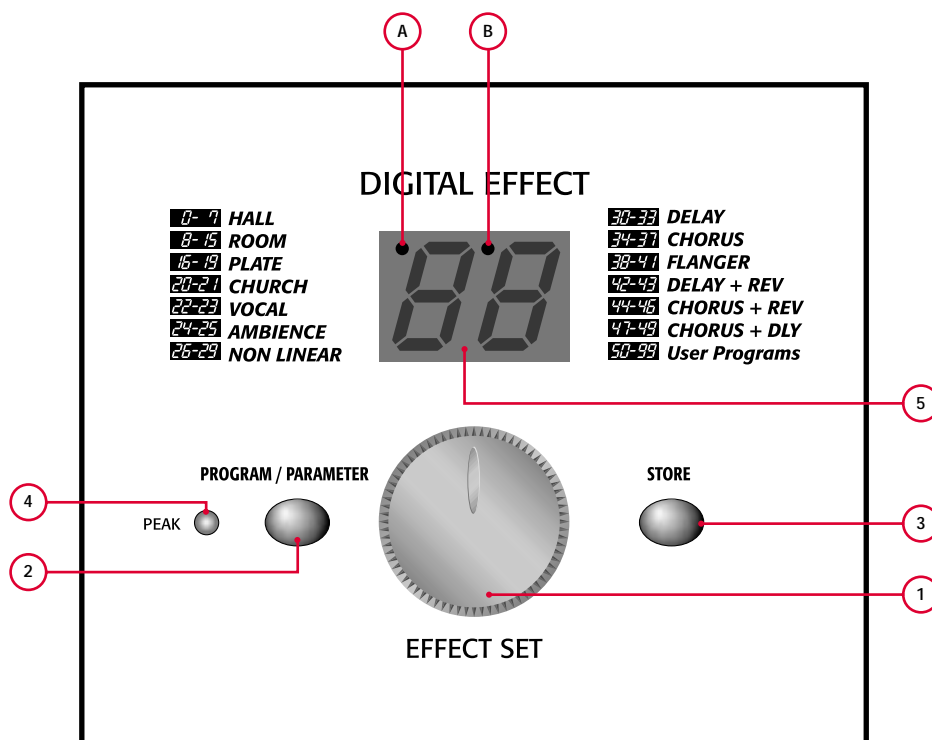 A B
DIGITAL EFFECT
0- 7 HALL
8-15 ROOM
16-19 PLATE
20-21 CHURCH
22-23 VOCAL
24-25 AMBIENCE
26-29 NON LINEAR
88
30-33 DELAY
34-37 CHORUS
38-41 FLANGER
42-43 DELAY + REV
44-46 CHORUS + REV
47-49 CHORUS + DLY
50-99 User Programs
5
PROGRAM / PARAMETER
STORE
4
PEAK
3
2
1
EFFECT SET